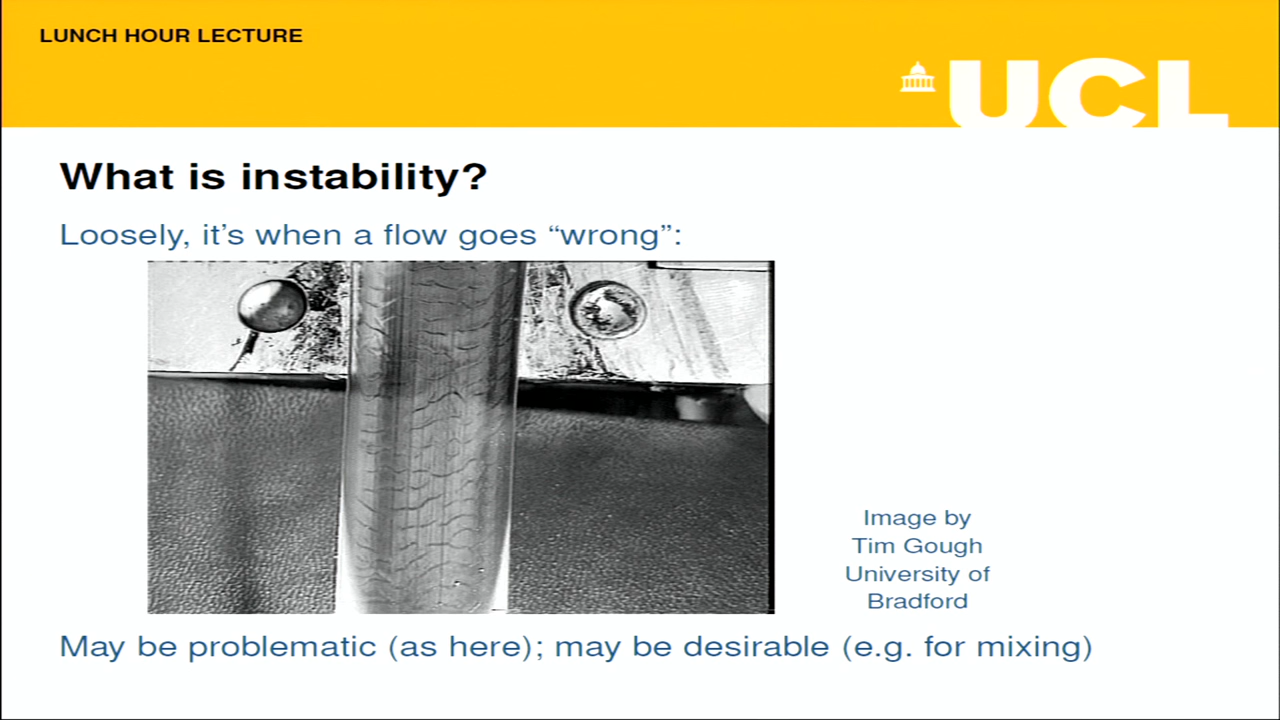 LUNCH HOUR LECTURE
UCL
What is instability?
Loosely, it's when a flow goes “wrong”:
Image by
Tim Gough
University of
Bradford
May be problematic (as here); may be desirable (e.g. for mixing)